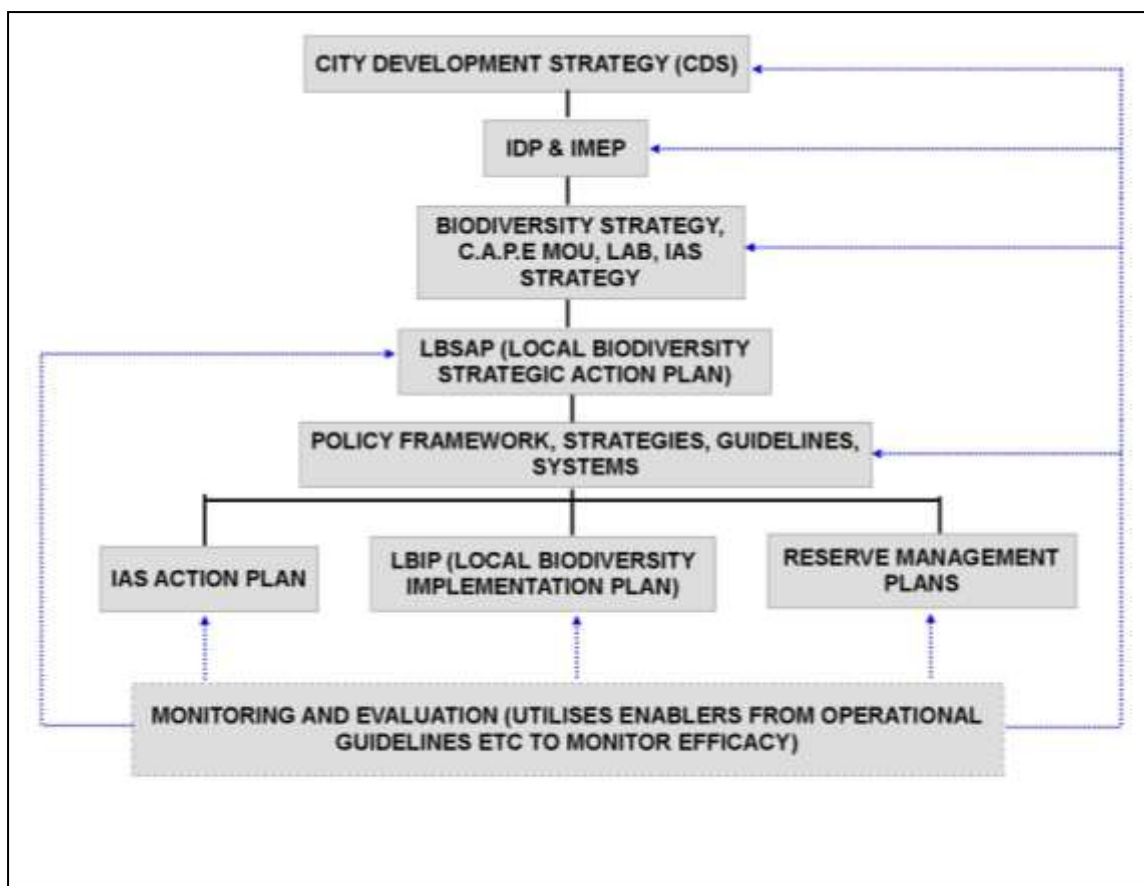 CITY DEVELOPMENT STRATEGY (CDS)
IDP & IMEP
BIODIVERSITY STRATEGY,
C.A.P.E MOU, LAB, IAS
STRATEGY
LBSAP (LOCAL BIODIVERSITY
STRATEGIC ACTION PLAN)
POLICY FRAMEWORK, STRATEGIES, GUIDELINES,
SYSTEMS
IAS ACTION PLAN
LBIP (LOCAL BIODIVERSITY
IMPLEMENTATION PLAN)
RESERVE MANAGEMENT
PLANS
MONITORING AND EVALUATION (UTILISES ENABLERS FROM OPERATIONAL
GUIDELINES ETC TO MONITOR EFFICACY)